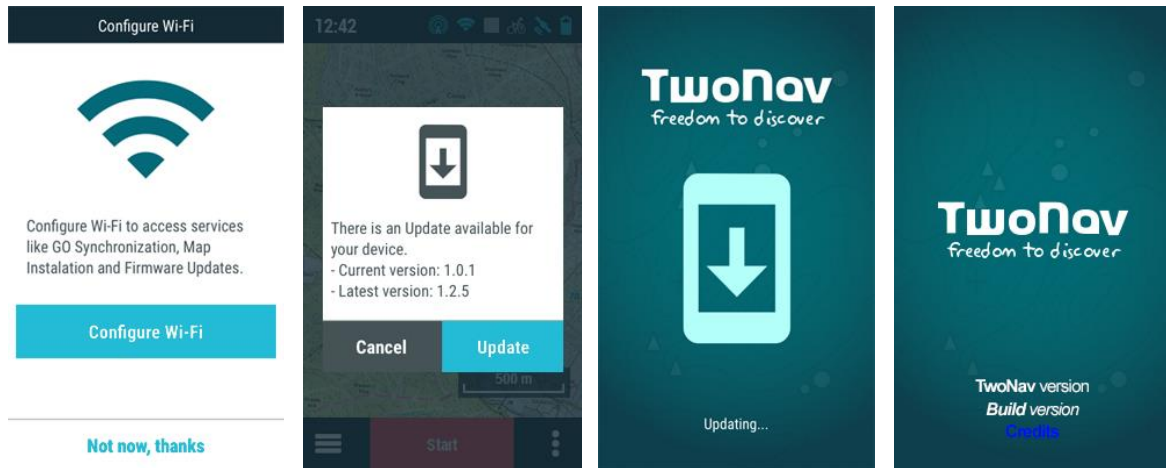 Configure Wi-Fi
Configure Wi-Fi to access services
like GO Synchronization, Map
Instalation and Firmware Updates.
Configure Wi-Fi
Not now, thanks
12:42
There is an Update available for
your device.
- Current version: 1.0.1
- Latest version: 1.2.5
Cancel
Update
500 m
Start
TwoNav
freedom to discover
Updating...
TwoNav
freedom to discover
TwoNav version
Build version
Credits